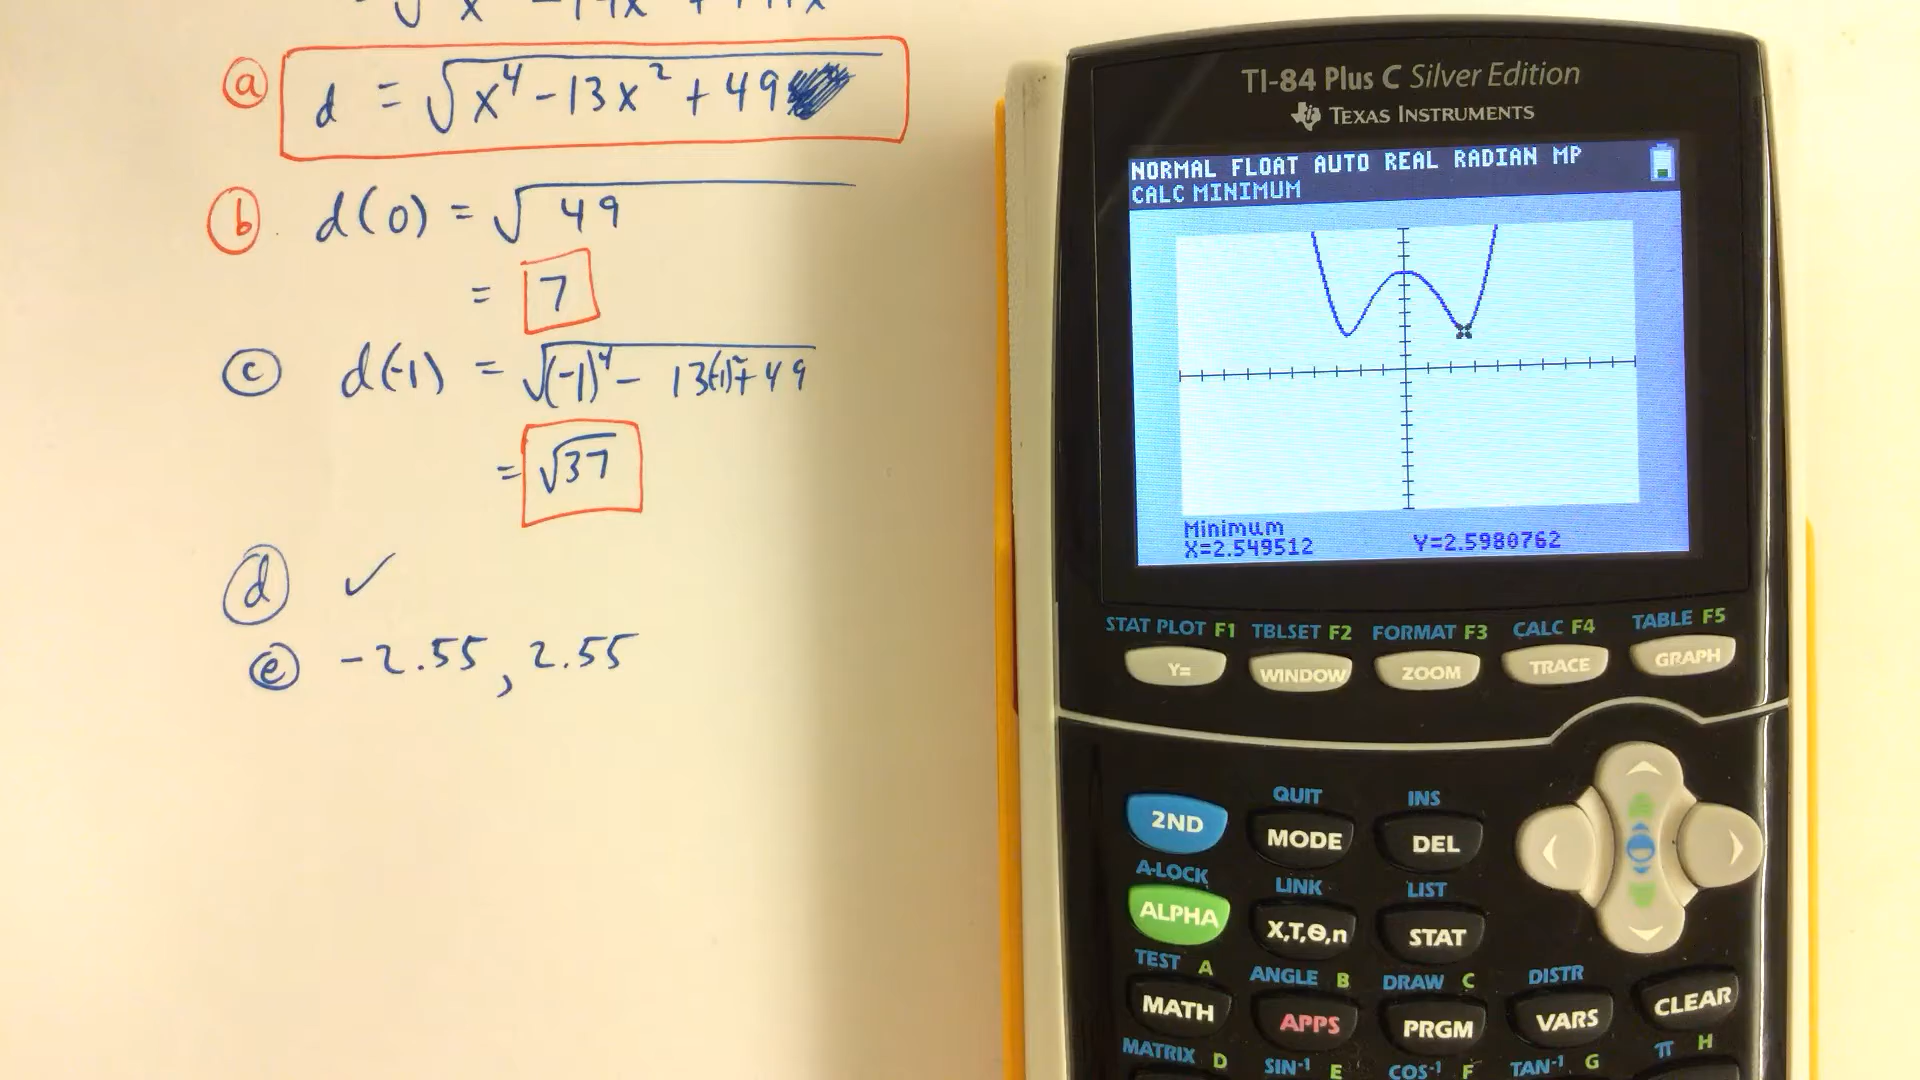 ⓐ d = √x⁴ - 13x² + 49
ⓑ d(0) = √49
= 7
ⓒ d(-1) = √(-1)⁴ - 13(-1)² + 49
= √37
ⓓ ✓
ⓔ -2.55, 2.55
TI-84 Plus C Silver Edition
TEXAS INSTRUMENTS
NORMAL FLOAT AUTO REAL RADIAN MP
CALC MINIMUM
Minimum
X=2.549512 Y=2.5980762
STAT PLOT F1 TBLSET F2 FORMAT F3 CALC F4 TABLE F5
Y= WINDOW ZOOM TRACE GRAPH
QUIT INS
2ND MODE DEL
A-LOCK LINK LIST
ALPHA X,T,Θ,n STAT
TEST A ANGLE B DRAW C DISTR
MATH APPS PRGM VARS CLEAR
MATRIX D SIN⁻¹ E COS⁻¹ F TAN⁻¹ G π H